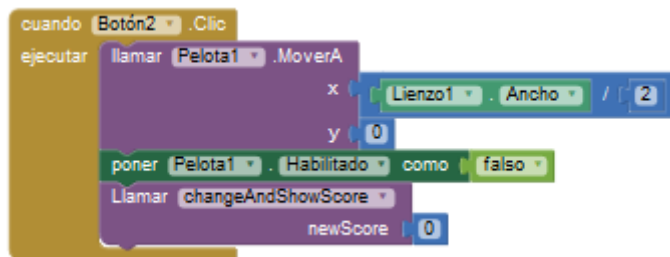 cuando Botón2 .Clic
ejecutar llamar Pelota1 .MoverA
x Lienzo1 . Ancho / 2
y 0
poner Pelota1 . Habilitado como falso
Llamar changeAndShowScore
newScore 0